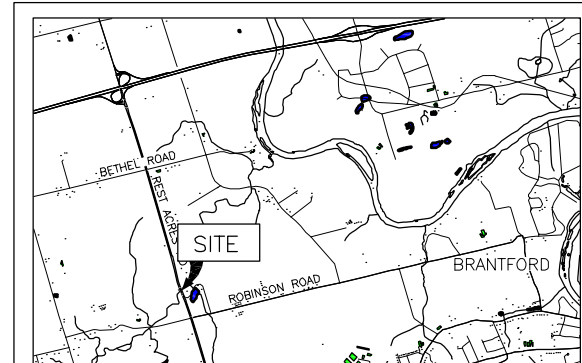 BETHEL ROAD
REST ACRES
SITE
BRANTFORD
ROBINSON ROAD